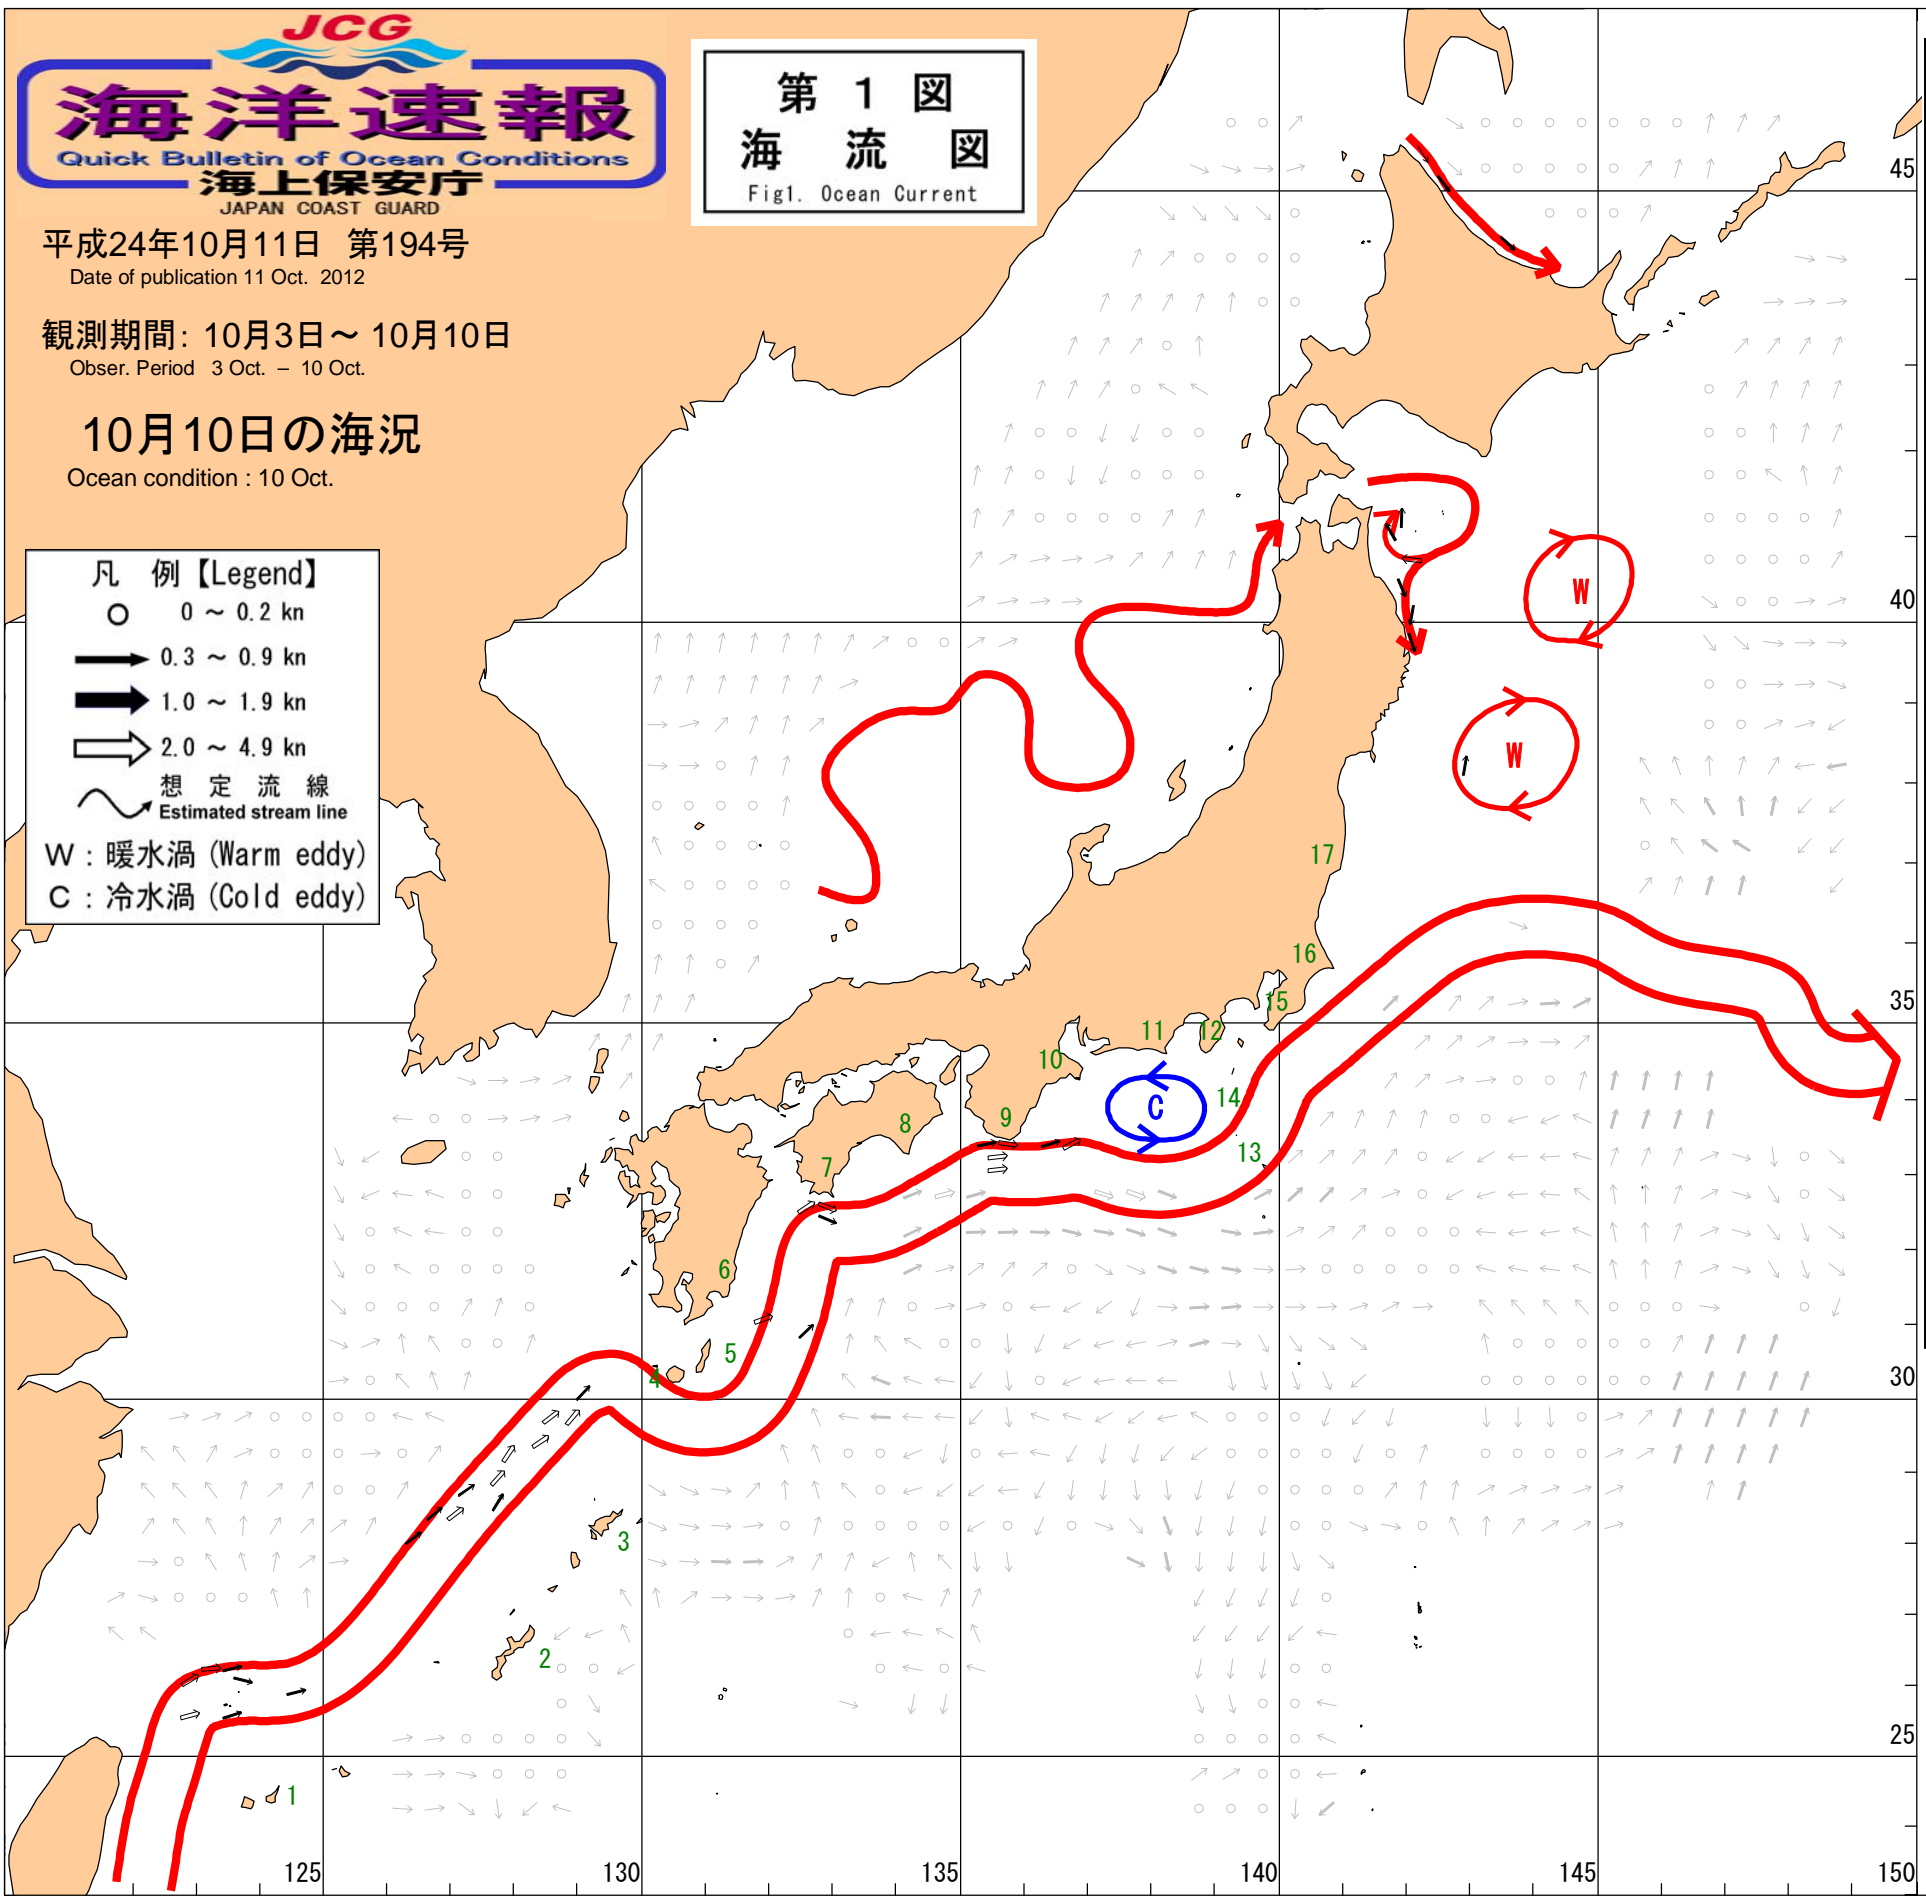 JCG
海洋速報
Quick Bulletin of Ocean Conditions
海上保安庁
JAPAN COAST GUARD
第 1 図
海 流 図
Fig1. Ocean Current
平成24年10月11日 第194号
Date of publication 11 Oct. 2012
観測期間: 10月3日～ 10月10日
Obser. Period 3 Oct. – 10 Oct.
10月10日の海況
Ocean condition : 10 Oct.
凡 例【Legend】
0 ～ 0.2 kn
0.3 ～ 0.9 kn
1.0 ～ 1.9 kn
2.0 ～ 4.9 kn
想 定 流 線
Estimated stream line
W : 暖水渦 (Warm eddy)
C : 冷水渦 (Cold eddy)
45
40
35
30
25
W
W
C
17
16
15
12
11
10
14
9
8
13
7
6
5
4
3
2
1
125
130
135
140
145
150